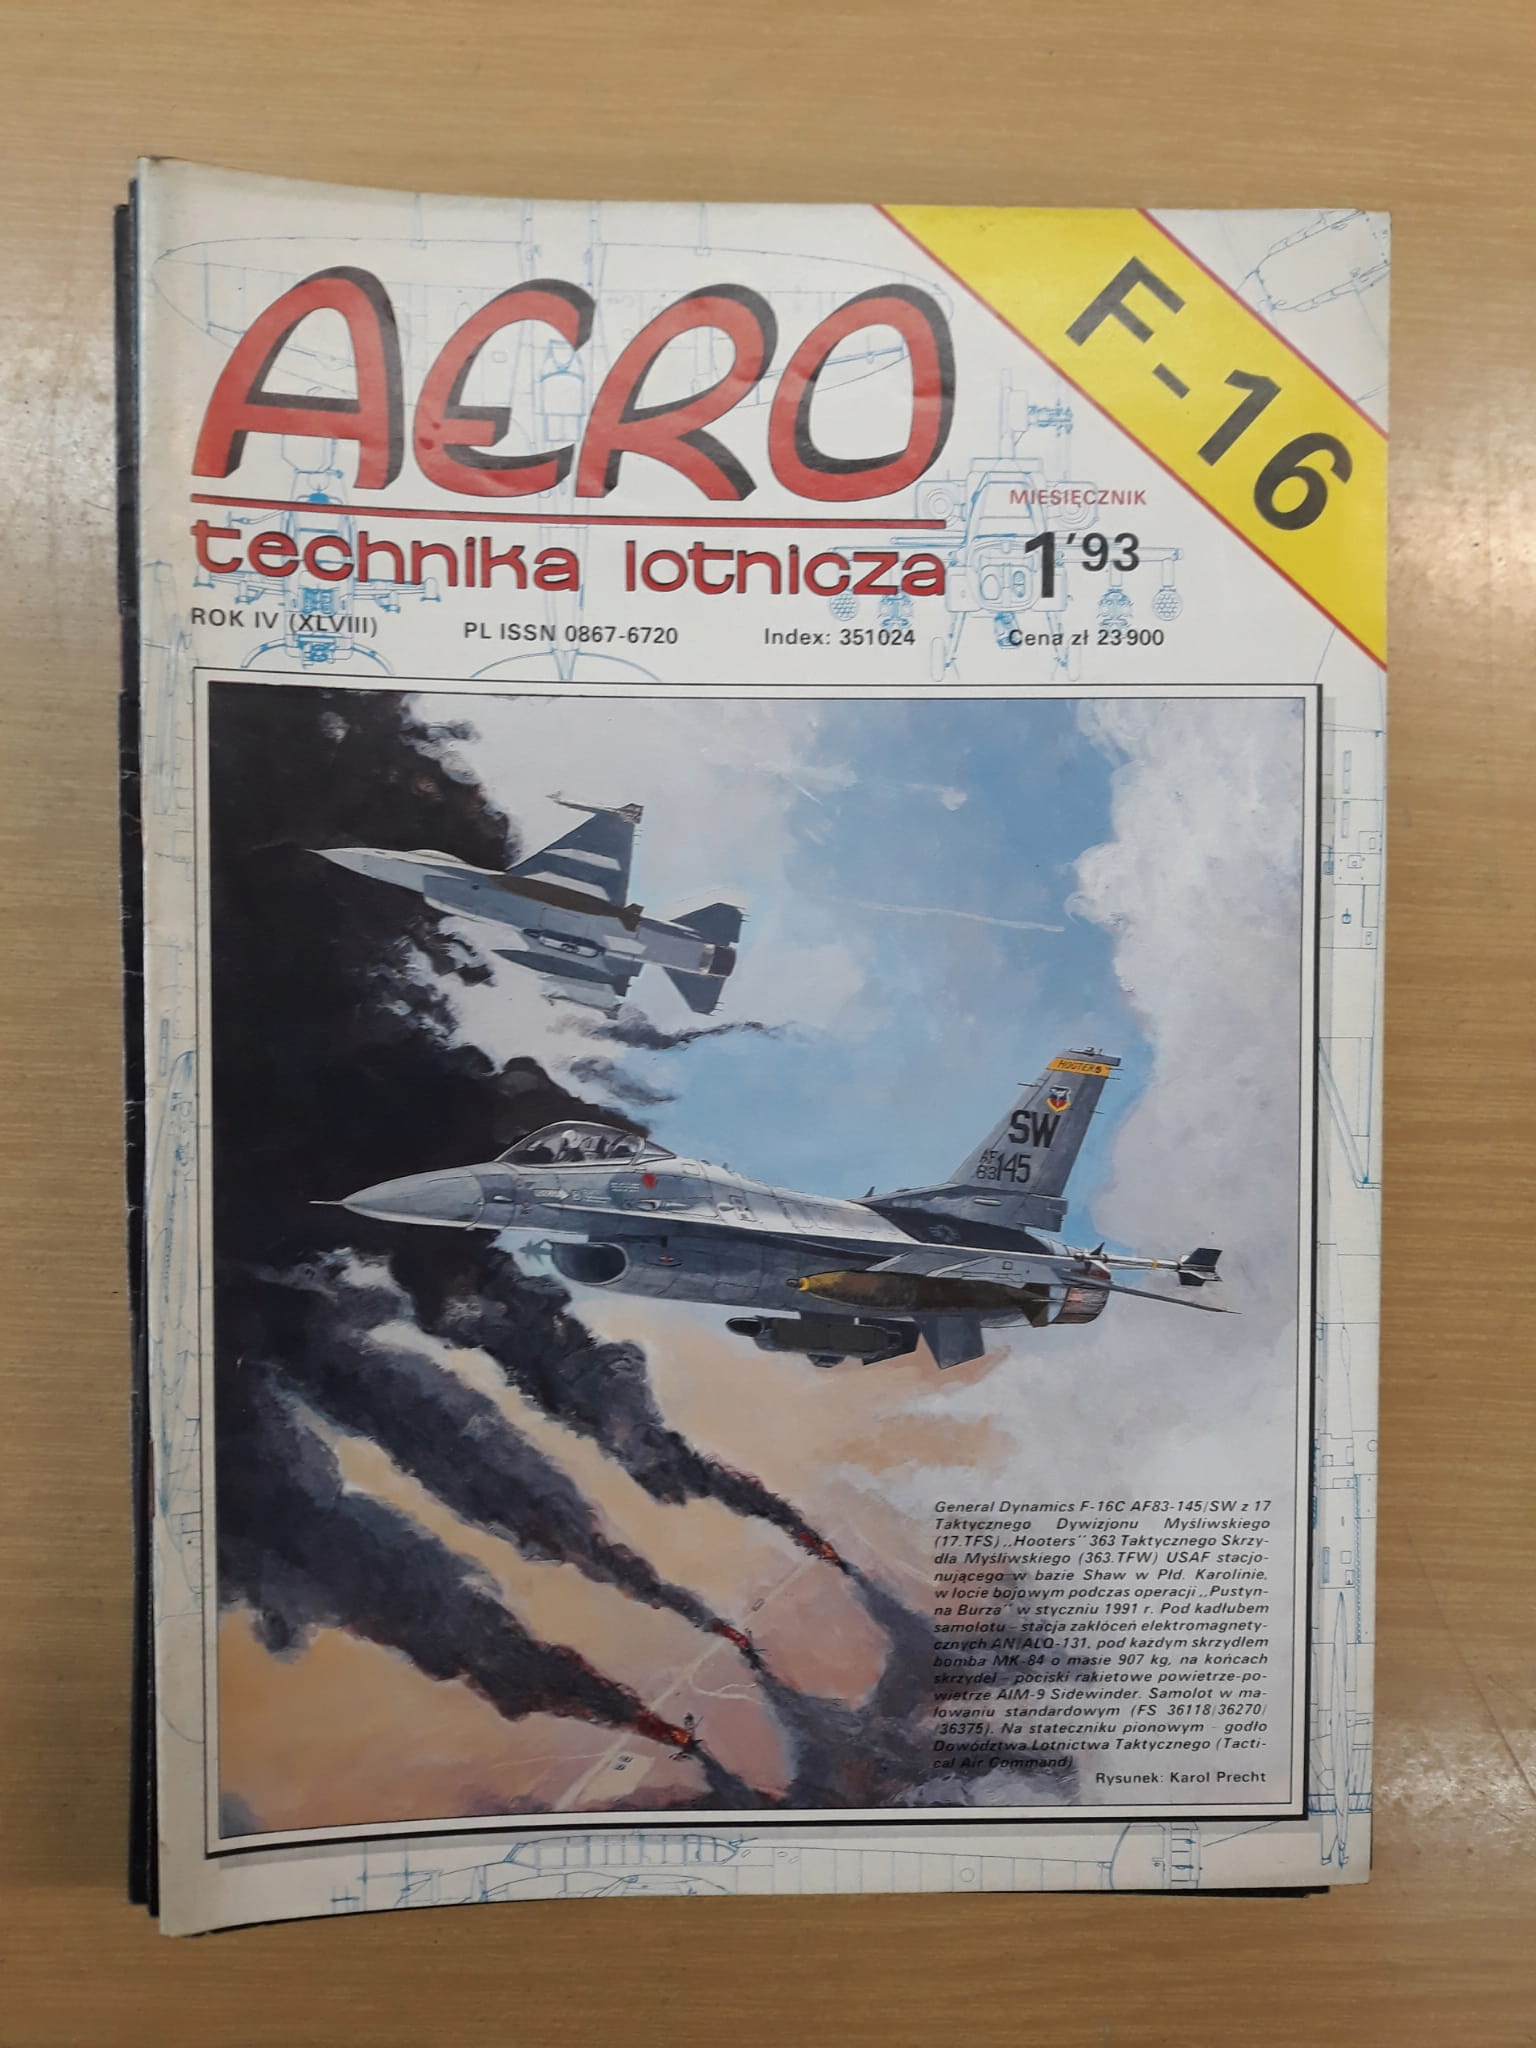 AERO
F-16
technika lotnicza
MIESIĘCZNIK
1'93
ROK IV (XLVIII)
PL ISSN 0867-6720
Index: 351024
Cena zł 23900
HOOTERS
SW
AF
83
145
General Dynamics F-16C AF83-145/SW z 17
Taktycznego Dywizjonu Myśliwskiego
(17.TFS) „Hooters" 363 Taktycznego Skrzy-
dła Myśliwskiego (363.TFW) USAF stacjo-
nującego w bazie Shaw w Płd. Karolinie,
w locie bojowym podczas operacji „Pustyn-
na Burza" w styczniu 1991 r. Pod kadłubem
samolotu – stacja zakłóceń elektromagnety-
cznych AN/ALQ-131, pod każdym skrzydłem
bomba MK-84 o masie 907 kg, na końcach
skrzydeł – pociski rakietowe powietrze-po-
wietrze AIM-9 Sidewinder. Samolot w ma-
lowaniu standardowym (FS 36118/36270/
/36375). Na stateczniku pionowym – godło
Dowództwa Lotnictwa Taktycznego (Tacti-
cal Air Command)
Rysunek: Karol Precht